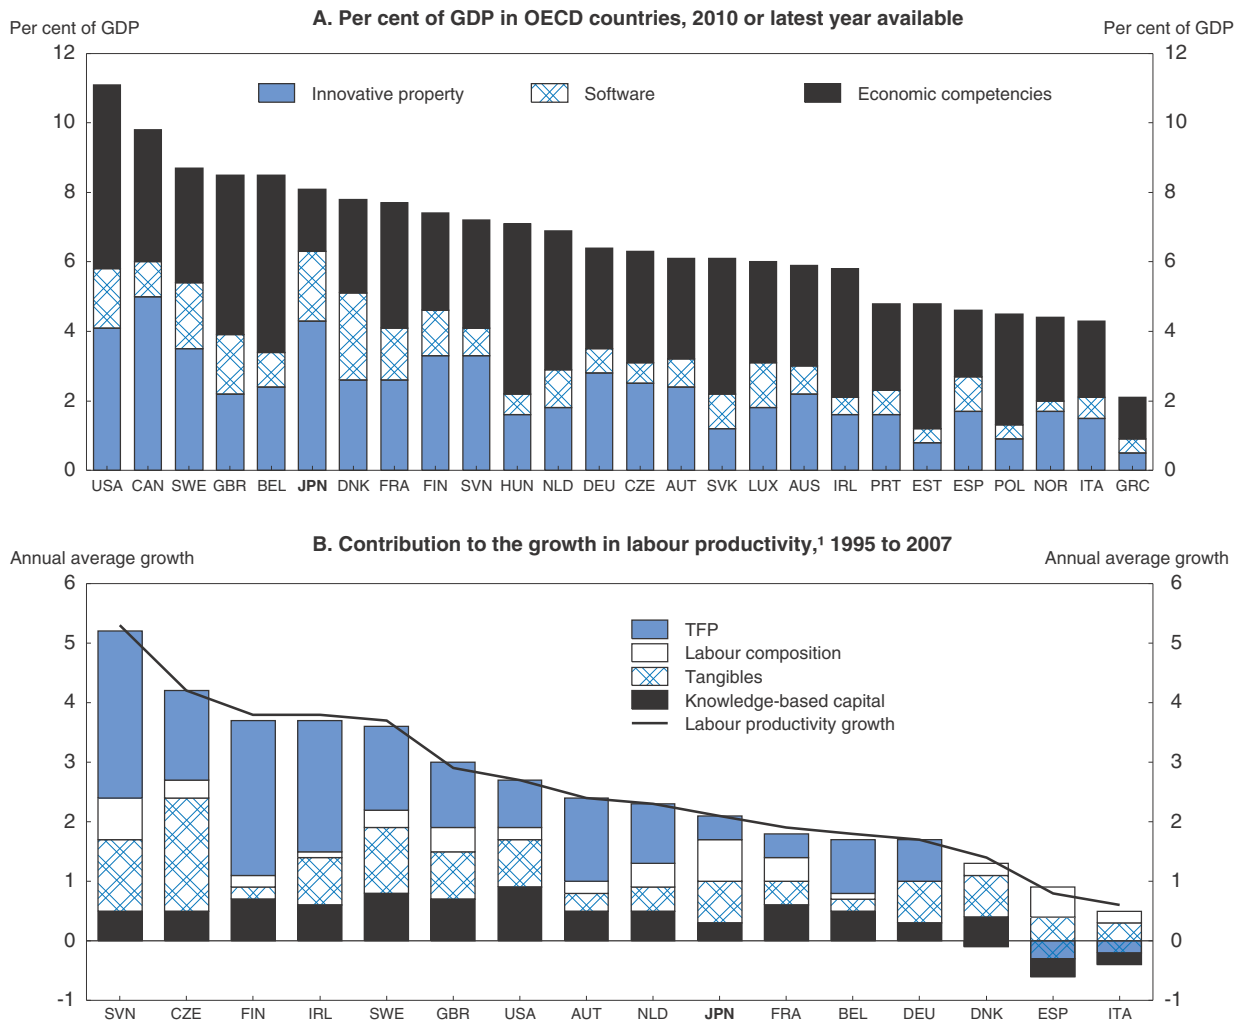 A. Per cent of GDP in OECD countries, 2010 or latest year available
Per cent of GDP Per cent of GDP
12 12
Innovative property Software Economic competencies
10 10
8 8
6 6
4 4
2 2
0 0
USA CAN SWE GBR BEL JPN DNK FRA FIN SVN HUN NLD DEU CZE AUT SVK LUX AUS IRL PRT EST ESP POL NOR ITA GRC
B. Contribution to the growth in labour productivity,¹ 1995 to 2007
Annual average growth Annual average growth
6 6
TFP
5 5
Labour composition
Tangibles
Knowledge-based capital
4 4
Labour productivity growth
3 3
2 2
1 1
0 0
-1 -1
SVN CZE FIN IRL SWE GBR USA AUT NLD JPN FRA BEL DEU DNK ESP ITA